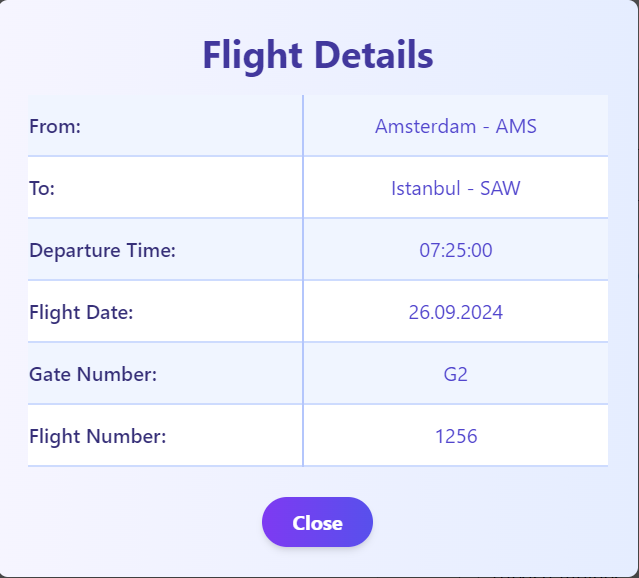 Flight Details
From: Amsterdam - AMS
To: Istanbul - SAW
Departure Time: 07:25:00
Flight Date: 26.09.2024
Gate Number: G2
Flight Number: 1256
Close